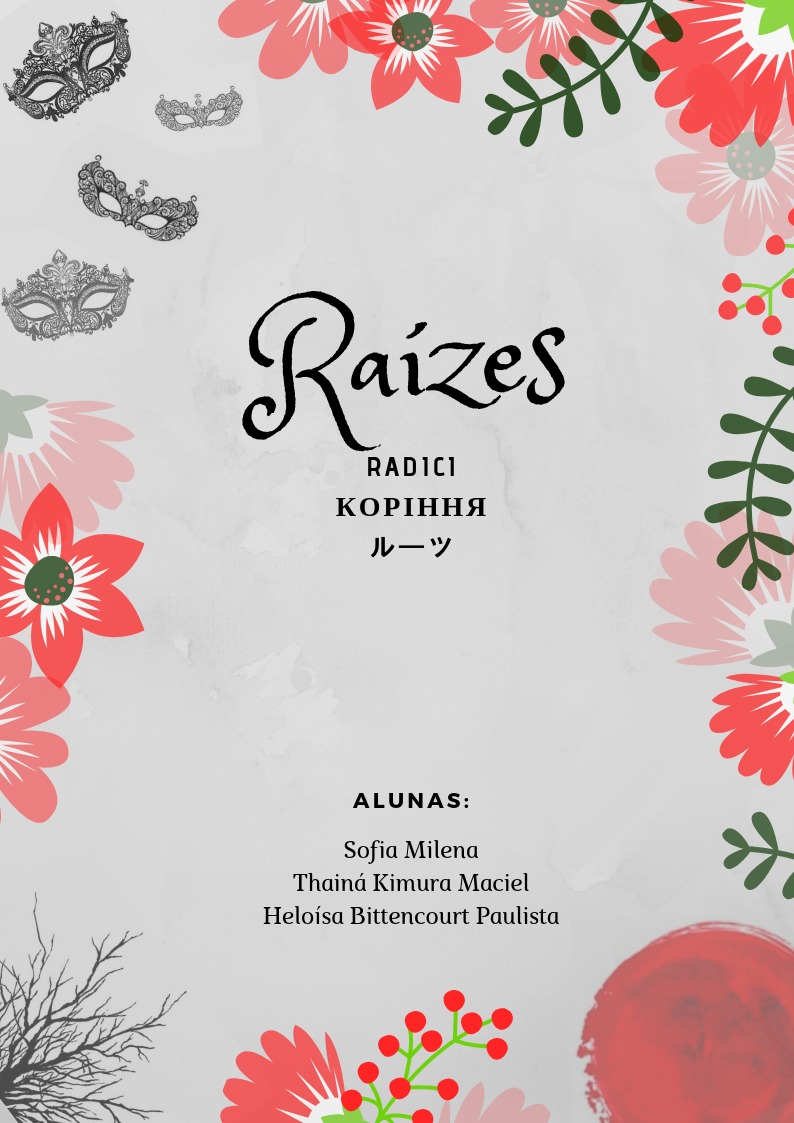 Raízes
RADICI
КОРІННЯ
ルーツ
ALUNAS:
Sofia Milena
Thainá Kimura Maciel
Heloísa Bittencourt Paulista